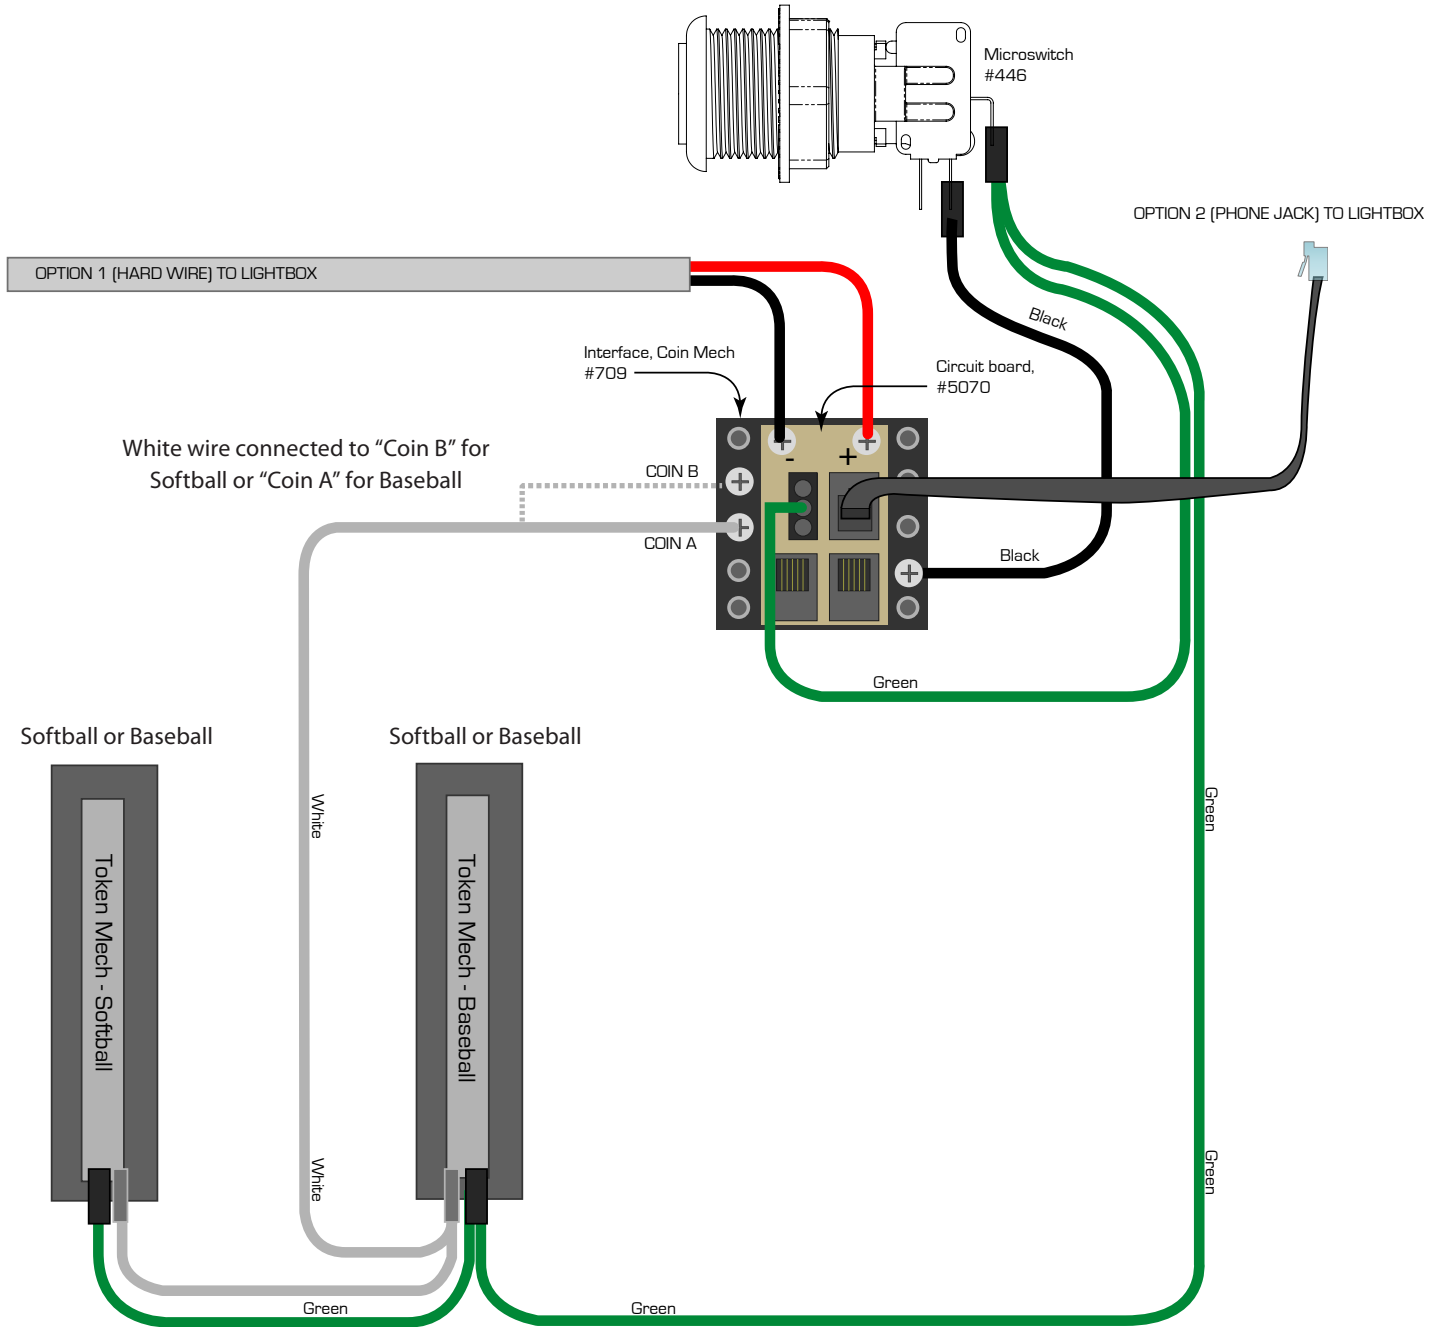 Microswitch
#446
OPTION 2 (PHONE JACK) TO LIGHTBOX
OPTION 1 (HARD WIRE) TO LIGHTBOX
Black
Interface, Coin Mech
#709
Circuit board,
#5070
White wire connected to “Coin B” for
Softball or “Coin A” for Baseball
- +
COIN B
COIN A
Black
Green
Softball or Baseball
Softball or Baseball
White
Green
Token Mech - Softball
Token Mech - Baseball
White
Green
Green
Green